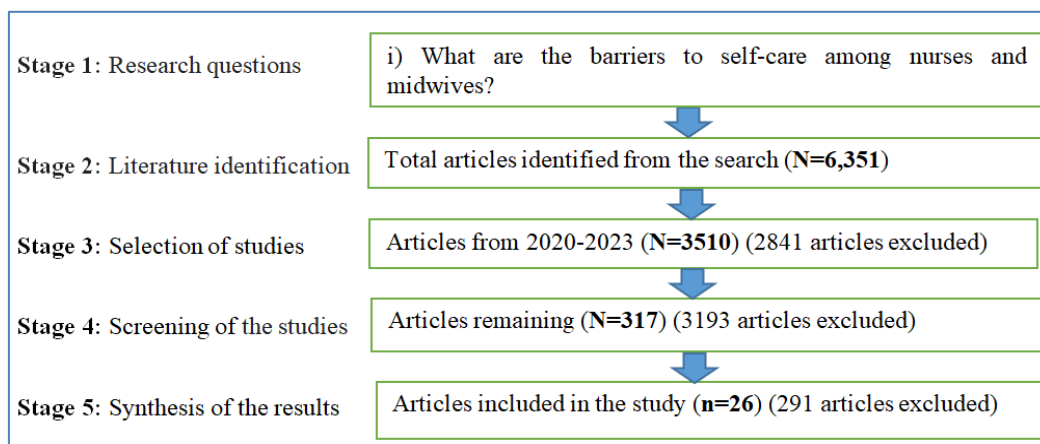 Stage 1: Research questions
i) What are the barriers to self-care among nurses and
midwives?
Stage 2: Literature identification
Total articles identified from the search (N=6,351)
Stage 3: Selection of studies
Articles from 2020-2023 (N=3510) (2841 articles excluded)
Stage 4: Screening of the studies
Articles remaining (N=317) (3193 articles excluded)
Stage 5: Synthesis of the results
Articles included in the study (n=26) (291 articles excluded)